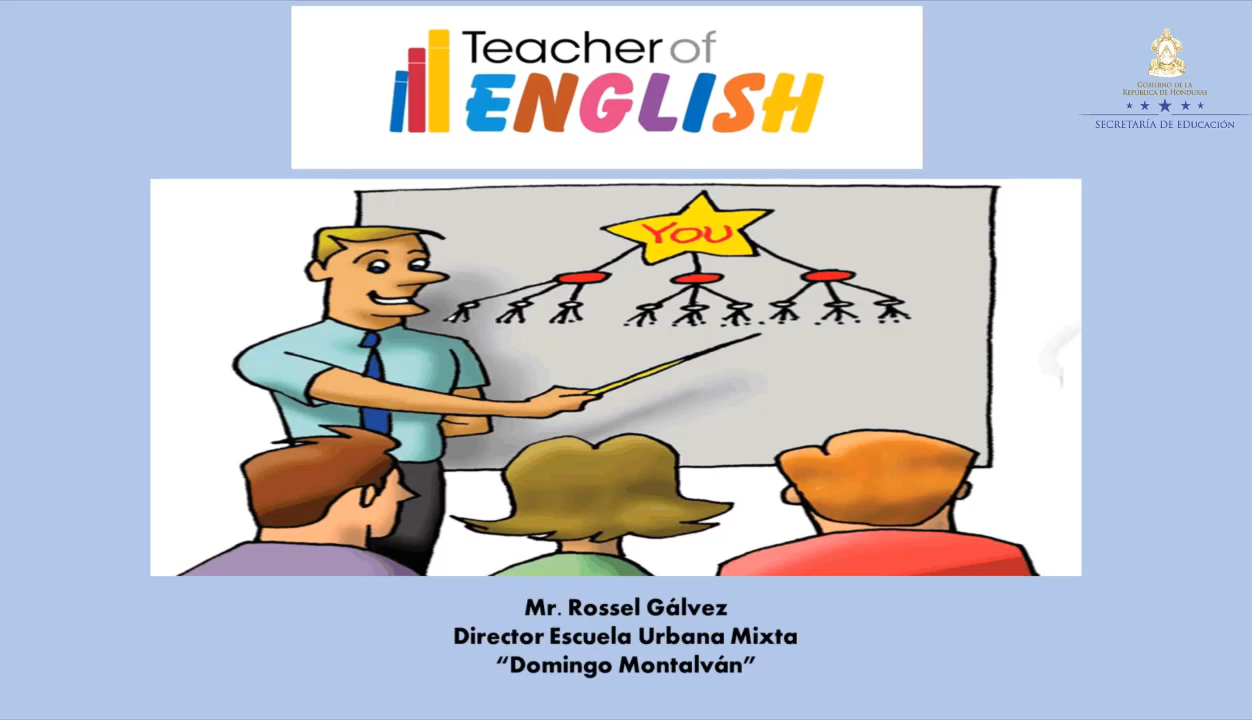 Teacher of
ENGLISH
GOBIERNO DE LA
REPÚBLICA DE HONDURAS
SECRETARÍA DE EDUCACIÓN
YOU
Mr. Rossel Gálvez
Director Escuela Urbana Mixta
“Domingo Montalván”